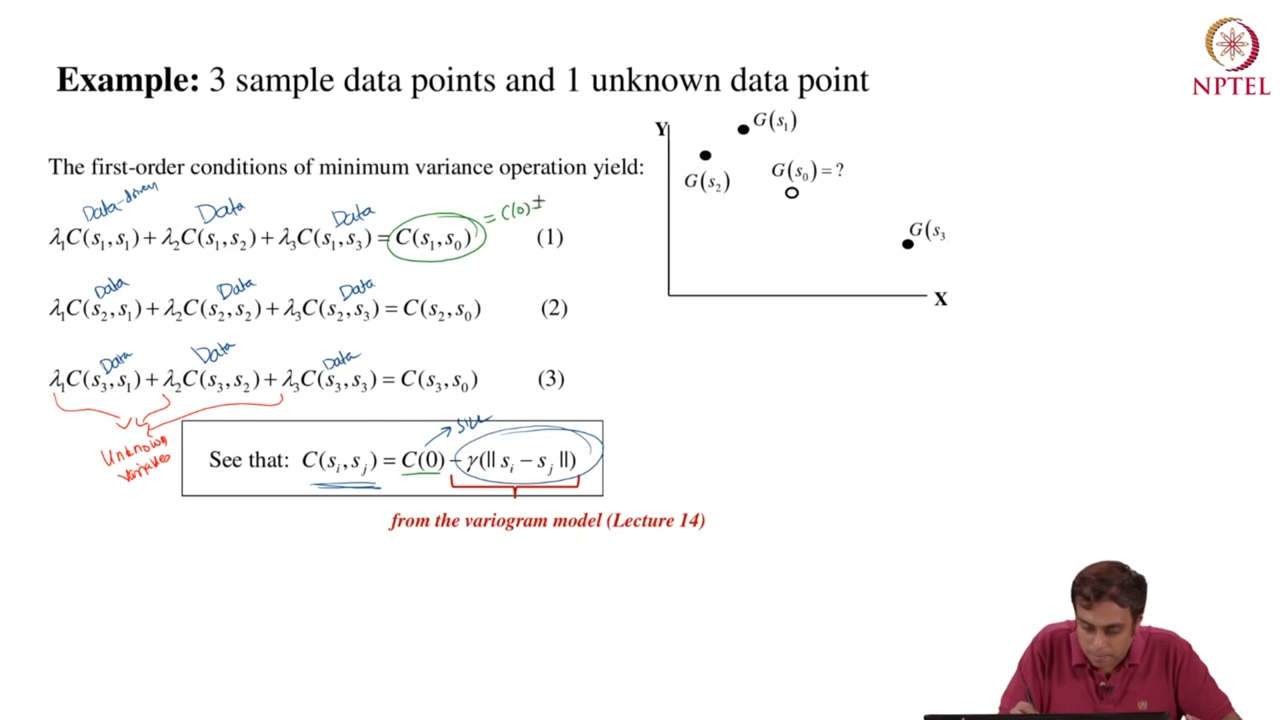 NPTEL
Example: 3 sample data points and 1 unknown data point
The first-order conditions of minimum variance operation yield:
Data-driven Data Data = C(0) ±
λ₁C(s₁,s₁)+λ₂C(s₁,s₂)+λ₃C(s₁,s₃)=C(s₁,s₀) (1)
Data Data Data
λ₁C(s₂,s₁)+λ₂C(s₂,s₂)+λ₃C(s₂,s₃)=C(s₂,s₀) (2)
Data Data Data
λ₁C(s₃,s₁)+λ₂C(s₃,s₂)+λ₃C(s₃,s₃)=C(s₃,s₀) (3)
Unknown
variables
See that: C(sᵢ,sⱼ)=C(0)−γ(||sᵢ−sⱼ||)
from the variogram model (Lecture 14)
Y
G(s₁)
G(s₂)
G(s₀)=?
G(s₃
X